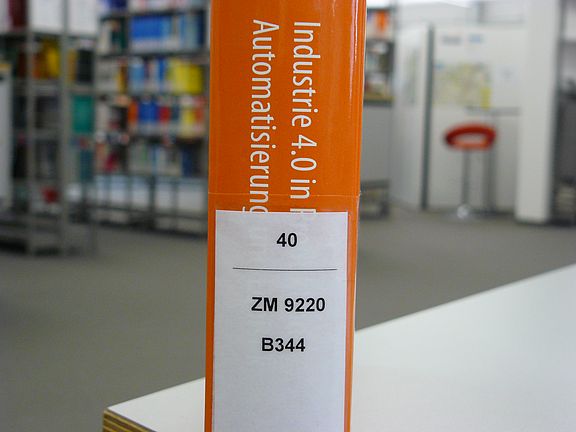 Industrie 4.0 in
Automatisierung
40
ZM 9220
B344